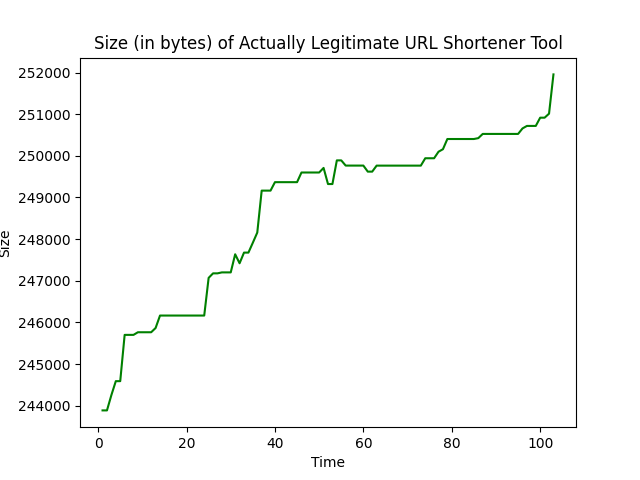 Size (in bytes) of Actually Legitimate URL Shortener Tool
252000
251000
250000
249000
248000
247000
246000
245000
244000
Size
0 20 40 60 80 100
Time